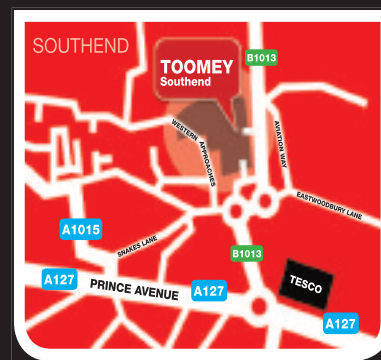 SOUTHEND
B1013
TOOMEY
Southend
WESTERN APPROACHES
AVIATION WAY
EASTWOODBURY LANE
A1015
SNAKES LANE
B1013
A127
PRINCE AVENUE
A127
TESCO
A127